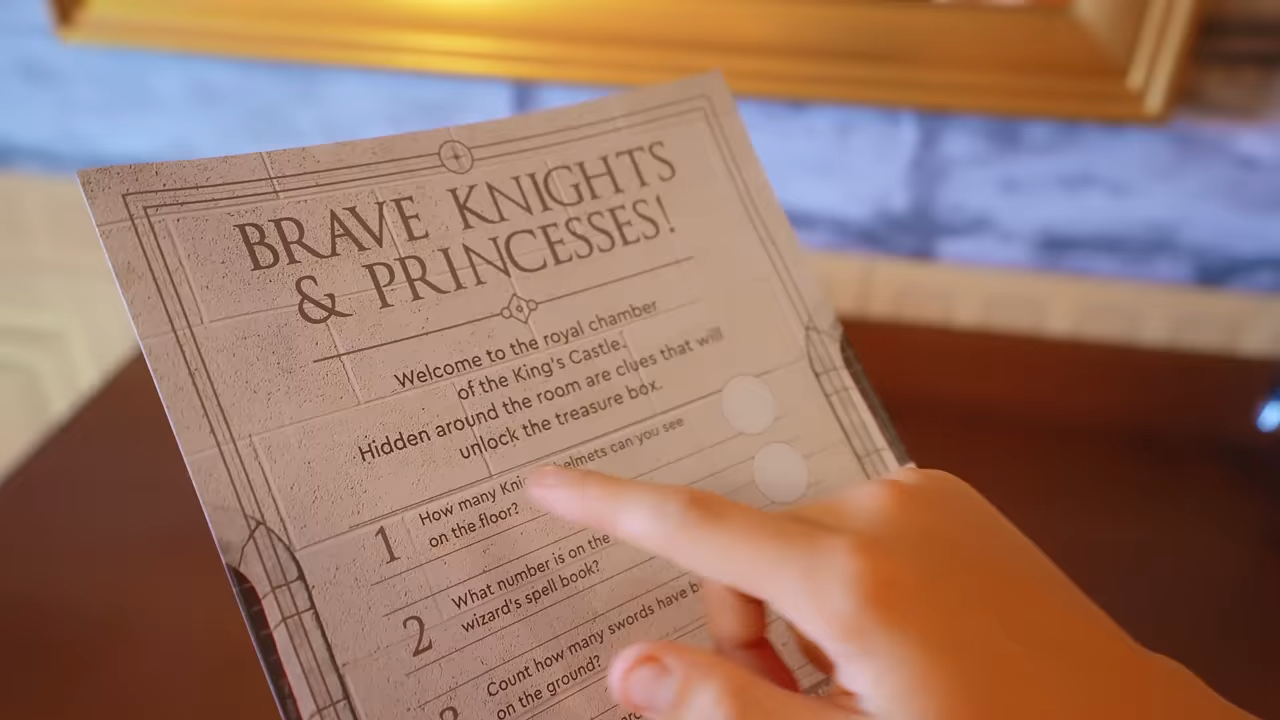 BRAVE KNIGHTS
& PRINCESSES!
Welcome to the royal chamber
of the King's Castle.
Hidden around the room are clues that will
unlock the treasure box.
1 How many elmets can you see
on the floor?
2 What number is on the
wizard's spell book?
Count how many swords have
on the ground?